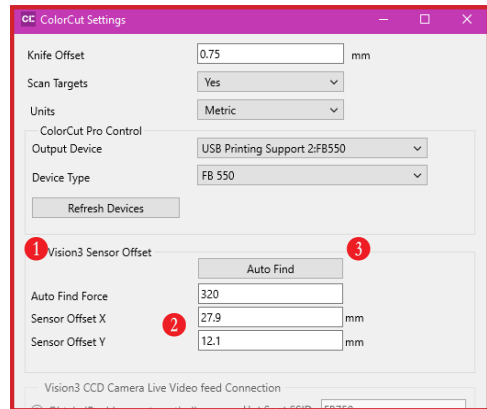 CE ColorCut Settings
Knife Offset 0.75 mm
Scan Targets Yes
Units Metric
ColorCut Pro Control
Output Device USB Printing Support 2:FB550
Device Type FB 550
Refresh Devices
1 Vision3 Sensor Offset 3
Auto Find
Auto Find Force 320
Sensor Offset X 2 27.9 mm
Sensor Offset Y 12.1 mm
Vision3 CCD Camera Live Video feed Connection